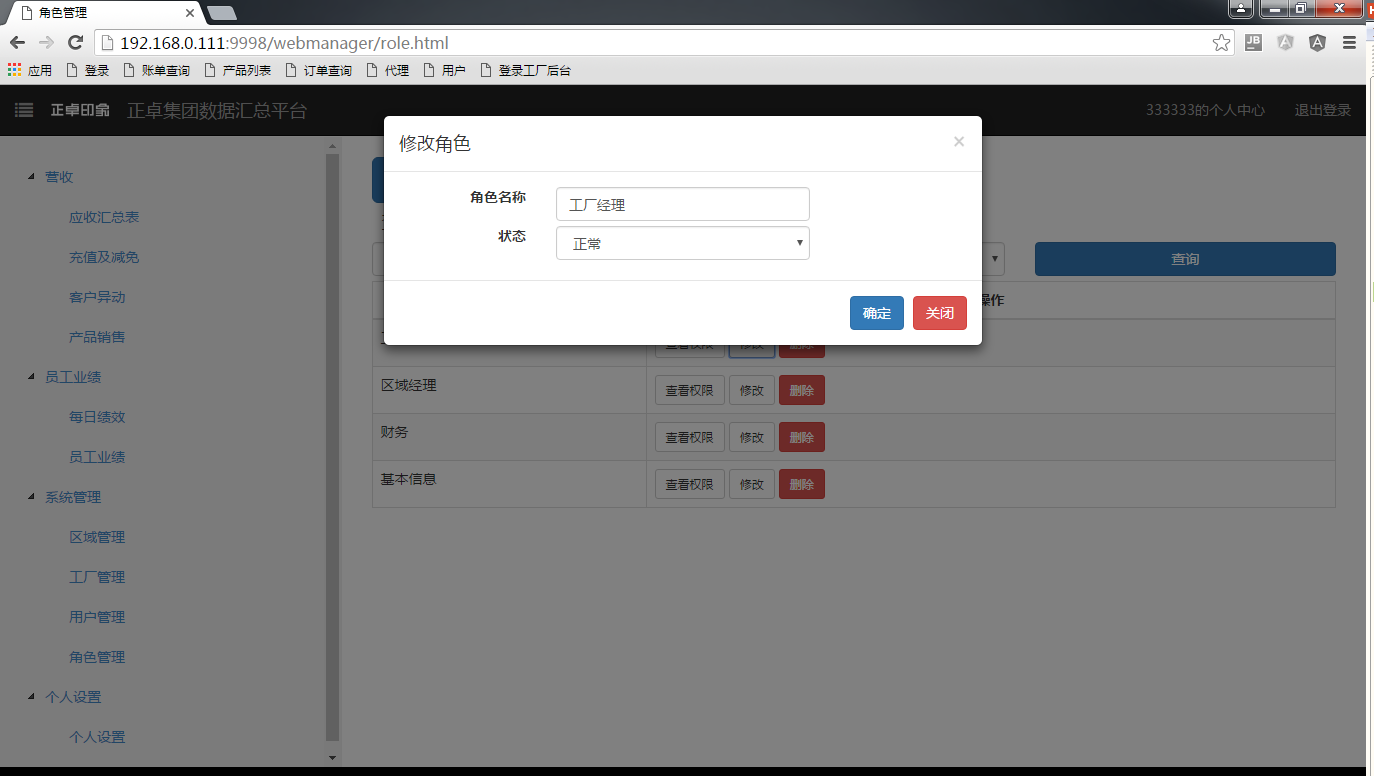 角色管理
192.168.0.111:9998/webmanager/role.html
JB
应用 登录 账单查询 产品列表 订单查询 代理 用户 登录工厂后台
正卓印象 正卓集团数据汇总平台 333333的个人中心 退出登录
修改角色 ×
角色名称 工厂经理
状态 正常
确定 关闭
查询
操作
查看权限 修改 删除
区域经理 查看权限 修改 删除
财务 查看权限 修改 删除
基本信息 查看权限 修改 删除
营收
应收汇总表
充值及减免
客户异动
产品销售
员工业绩
每日绩效
员工业绩
系统管理
区域管理
工厂管理
用户管理
角色管理
个人设置
个人设置